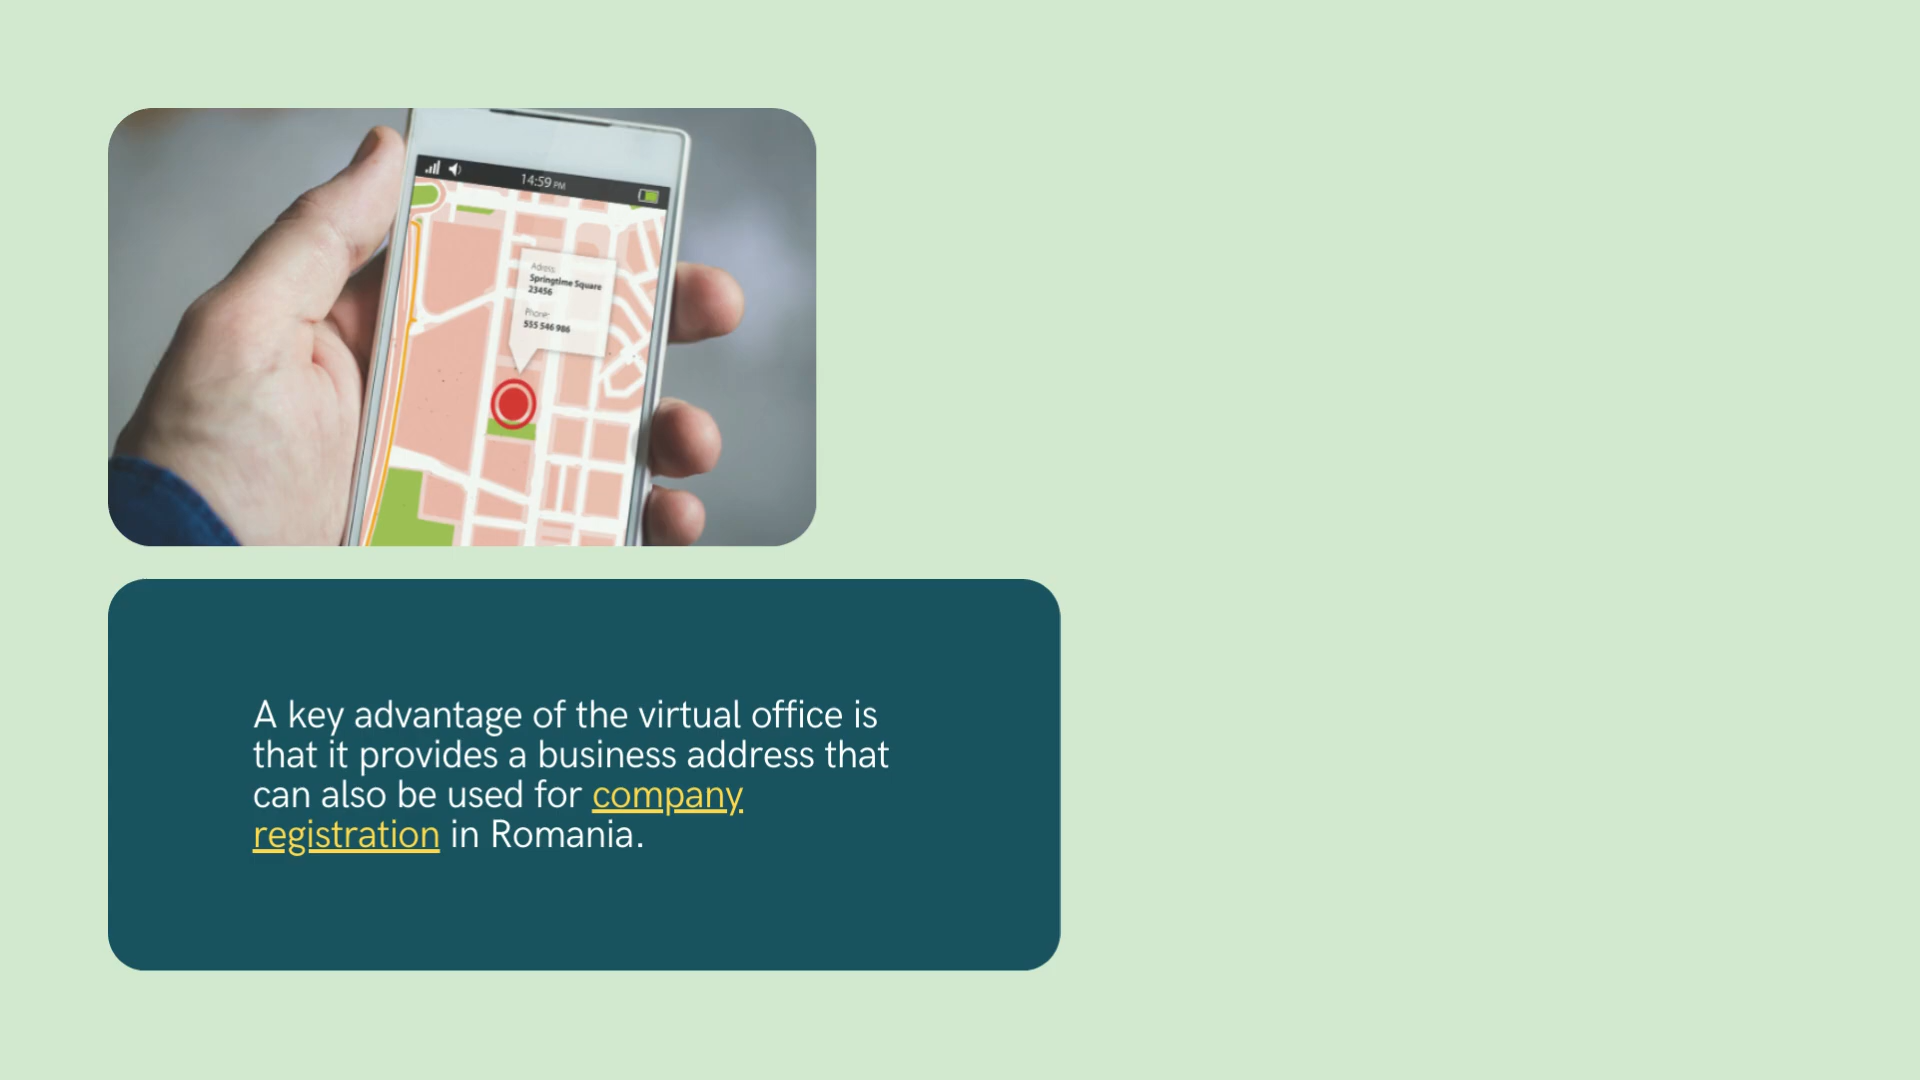 14:59 PM
Adress:
Springtime Square
23456
Phone:
555 546 986
A key advantage of the virtual office is
that it provides a business address that
can also be used for company
registration in Romania.